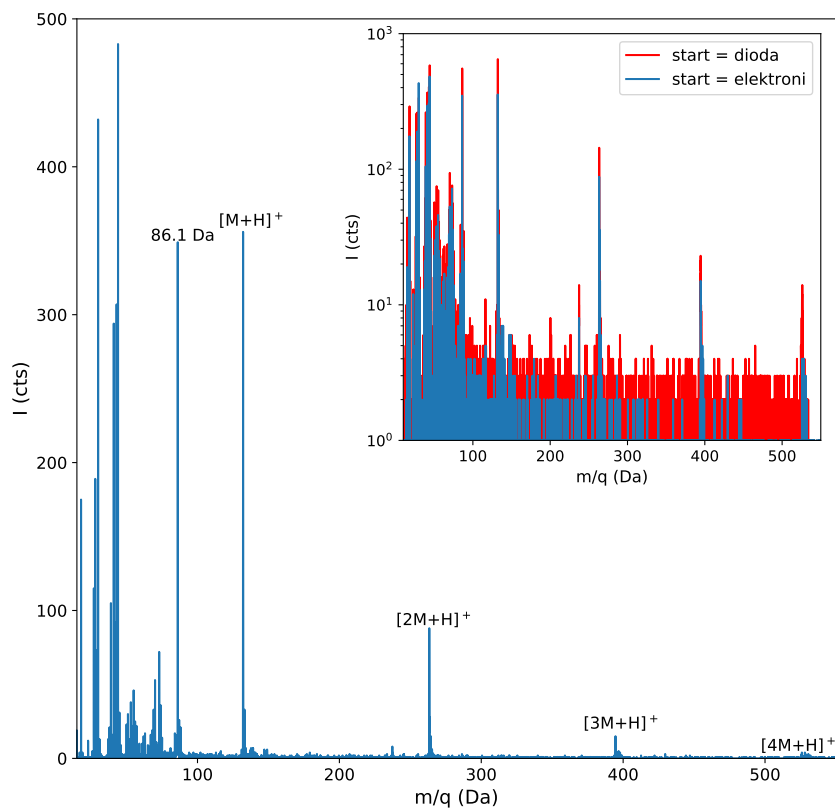 500
400
300
200
100
0
I (cts)
100
200
300
400
500
m/q (Da)
86.1 Da
[M+H]⁺
[2M+H]⁺
[3M+H]⁺
[4M+H]⁺
10³
10²
10¹
10⁰
I (cts)
100
200
300
400
500
m/q (Da)
start = dioda
start = elektroni